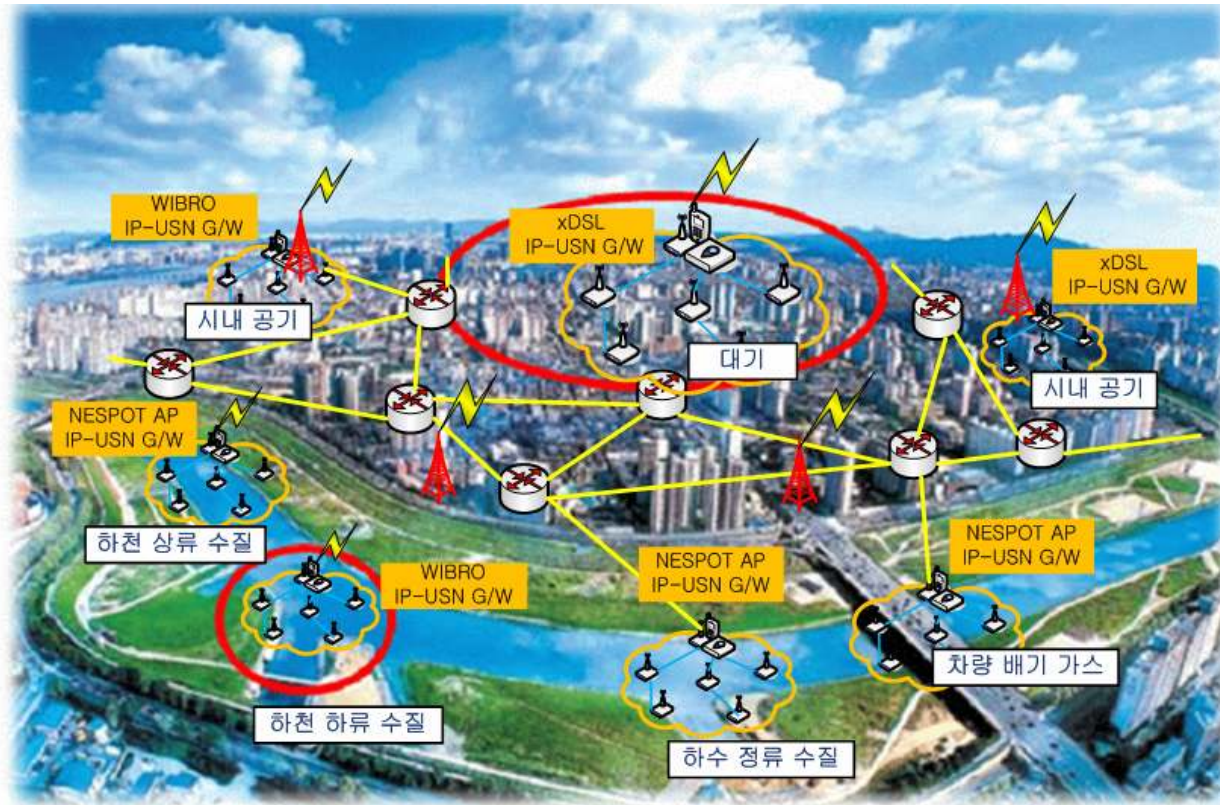 WIBRO
IP-USN G/W
시내 공기
xDSL
IP-USN G/W
대기
xDSL
IP-USN G/W
시내 공기
NESPOT AP
IP-USN G/W
하천 상류 수질
WIBRO
IP-USN G/W
하천 하류 수질
NESPOT AP
IP-USN G/W
하수 정류 수질
NESPOT AP
IP-USN G/W
차량 배기 가스